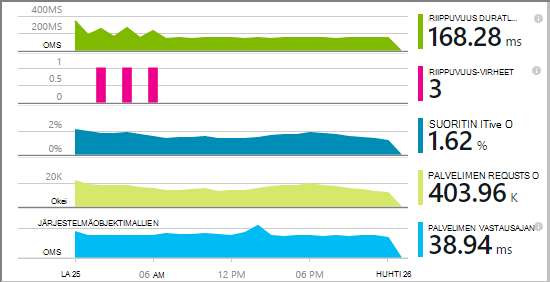 400MS
200MS
OMS
RIIPPUVUUS DURATL...
168.28 ms
1
0.5
0
RIIPPUVUUS-VIRHEET
3
2%
0%
SUORITIN ITive O
1.62 %
20K
Okei
PALVELIMEN REQUSTS O
403.96 K
JÄRJESTELMÄOBJEKTIMALLIEN
OMS
PALVELIMEN VASTAUSAJAN
38.94 ms
LA 25
06 AM
12 PM
06 PM
HUHTI 26